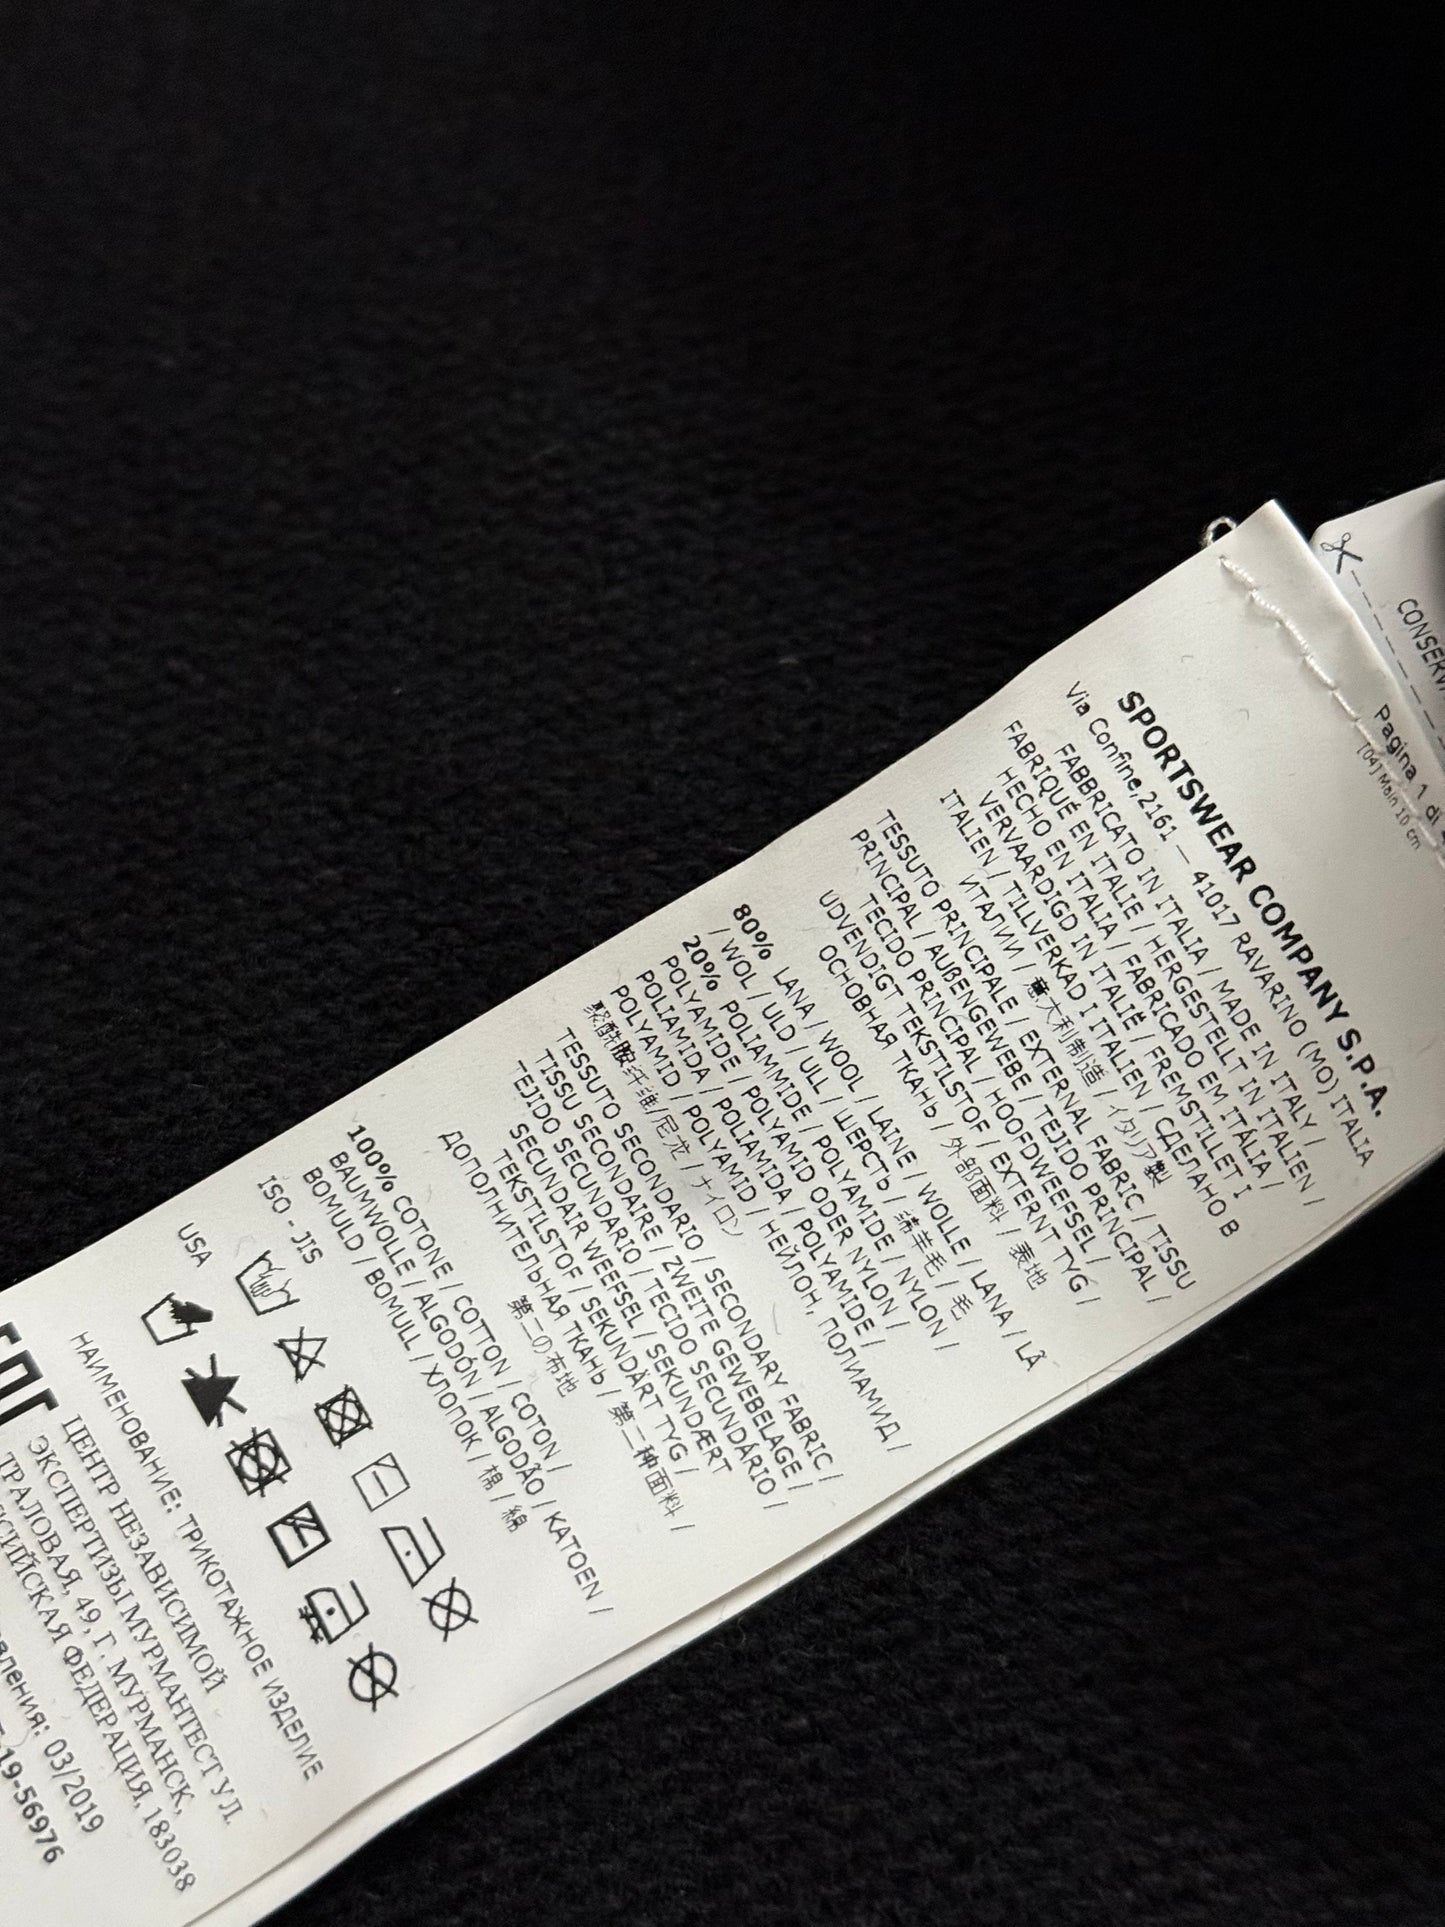 CONSERV
Pagina 1 di
[04] Main 10 cm
SPORTSWEAR COMPANY S.P.A.
Via Confine,2161 — 41017 RAVARINO (MO) ITALIA
FABBRICATO IN ITALIA / MADE IN ITALY /
FABRIQUÉ EN ITALIE / HERGESTELLT IN ITALIEN /
HECHO EN ITALIA / FABRICADO EM ITÁLIA /
VERVAARDIGD IN ITALIË / FREMSTILLET I
ITALIEN / TILLVERKAD I ITALIEN / СДЕЛАНО В
ИТАЛИИ / 意大利制造 / イタリア製
TESSUTO PRINCIPALE / EXTERNAL FABRIC / TISSU
PRINCIPAL / AUßENGEWEBE / TEJIDO PRINCIPAL /
TECIDO PRINCIPAL / HOOFDWEEFSEL /
UDVENDIGT TEKSTILSTOF / EXTERNT TYG /
ОСНОВНАЯ ТКАНЬ / 外部面料 / 表地
80% LANA / WOOL / LAINE / WOLLE / LANA / LÃ
/ WOL / ULD / ULL / ШЕРСТЬ / 绵羊毛 / 毛
20% POLIAMMIDE / POLYAMIDE / NYLON /
POLYAMIDE / POLYAMID ODER NYLON /
POLIAMIDA / POLIAMIDA / POLYAMIDE /
POLYAMID / POLYAMID / НЕЙЛОН, ПОЛИАМИД /
聚酰胺纤维/尼龙 / ナイロン
TESSUTO SECONDARIO / SECONDARY FABRIC /
TISSU SECONDAIRE / ZWEITE GEWEBELAGE /
TEJIDO SECUNDARIO / TECIDO SECUNDÁRIO /
SECUNDAIR WEEFSEL / SEKUNDÆRT
TEKSTILSTOF / SEKUNDÄRT TYG /
ДОПОЛНИТЕЛЬНАЯ ТКАНЬ / 第二种面料 /
第二の布地
100% COTONE / COTTON / COTON /
BAUMWOLLE / ALGODÓN / ALGODÃO / KATOEN /
BOMULD / BOMULL / ХЛОПОК / 棉 / 綿
ISO - JIS
USA
НАИМЕНОВАНИЕ: ТРИКОТАЖНОЕ ИЗДЕЛИЕ
ЦЕНТР НЕЗАВИСИМОЙ
ЭКСПЕРТИЗЫ МУРМАНТЕСТ УЛ.
ТРАЛОВАЯ, 49, Г. МУРМАНСК,
СИЙСКАЯ ФЕДЕРАЦИЯ, 183038
вления: 03/2019
19-56976